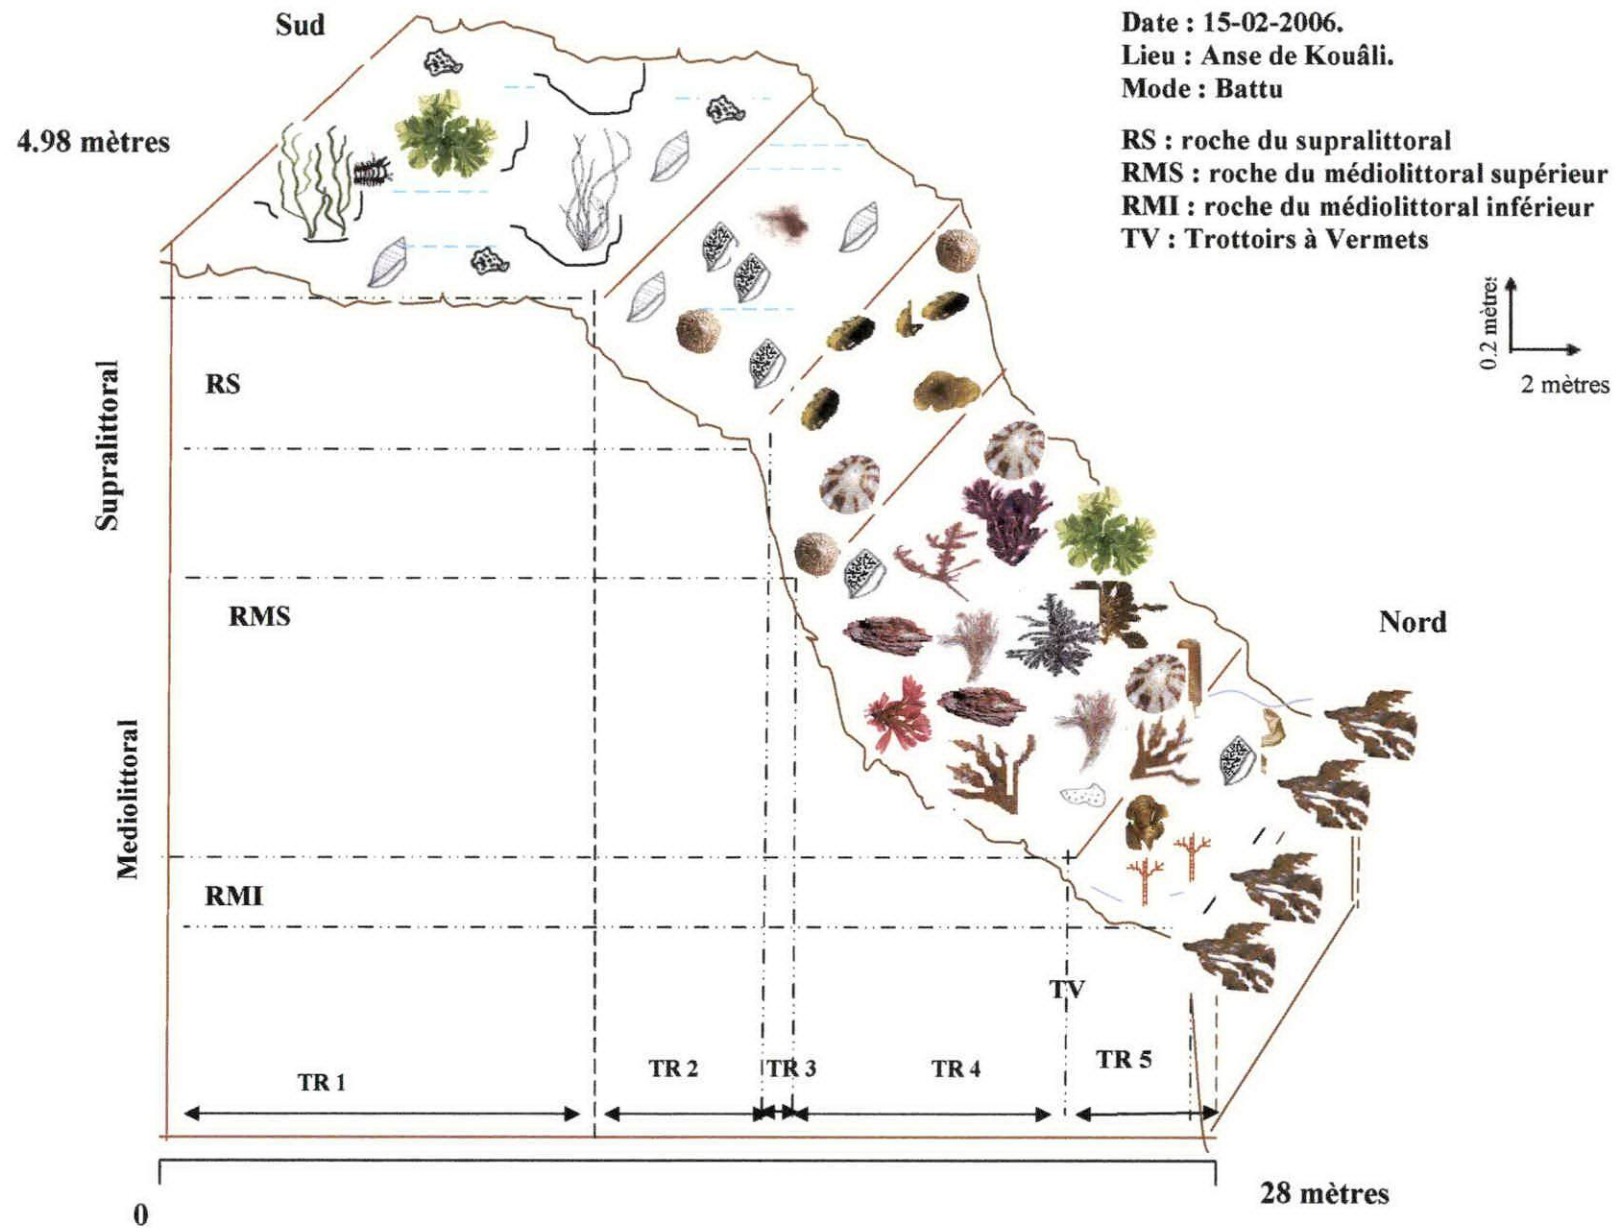 Sud
Date : 15-02-2006.
Lieu : Anse de Kouâli.
Mode : Battu
4.98 mètres
RS : roche du supralittoral
RMS : roche du médiolittoral supérieur
RMI : roche du médiolittoral inférieur
TV : Trottoirs à Vermets
0.2 mètres
2 mètres
Supralittoral
RS
RMS
Nord
Mediolittoral
RMI
TV
TR 1
TR 2
TR 3
TR 4
TR 5
0
28 mètres